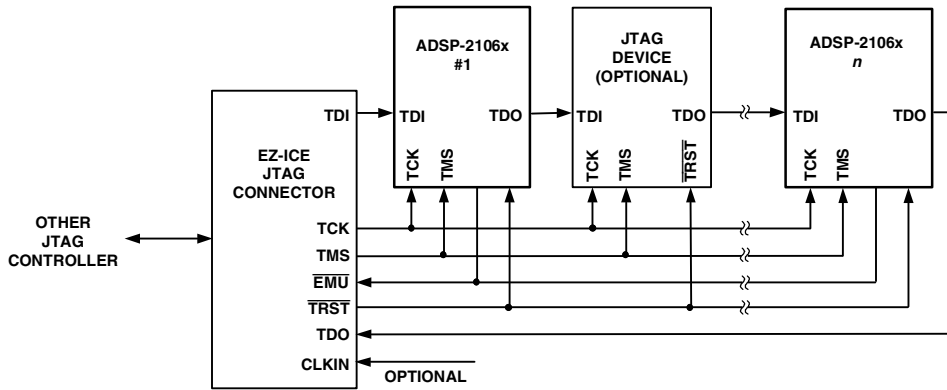 ADSP-2106x
#1
JTAG
DEVICE
(OPTIONAL)
ADSP-2106x
n
TDI
TDI
TDO
TDI
TDO
TDI
TDO
EZ-ICE
JTAG
CONNECTOR
TCK
TMS
TCK
TMS
TRST
TCK
TMS
OTHER
JTAG
CONTROLLER
TCK
TMS
EMU
TRST
TDO
CLKIN
OPTIONAL